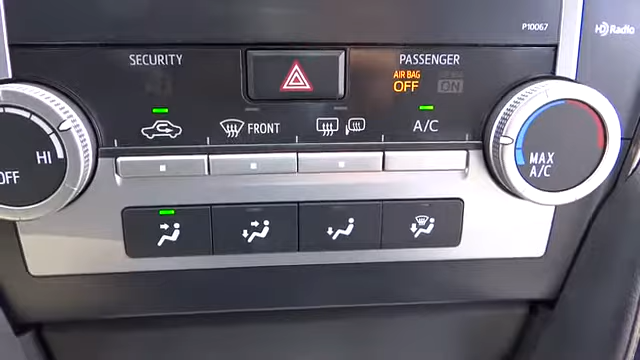 P10067
HD Radio
SECURITY
PASSENGER
AIR BAG
OFF
ON
FRONT
A/C
HI
OFF
MAX
A/C